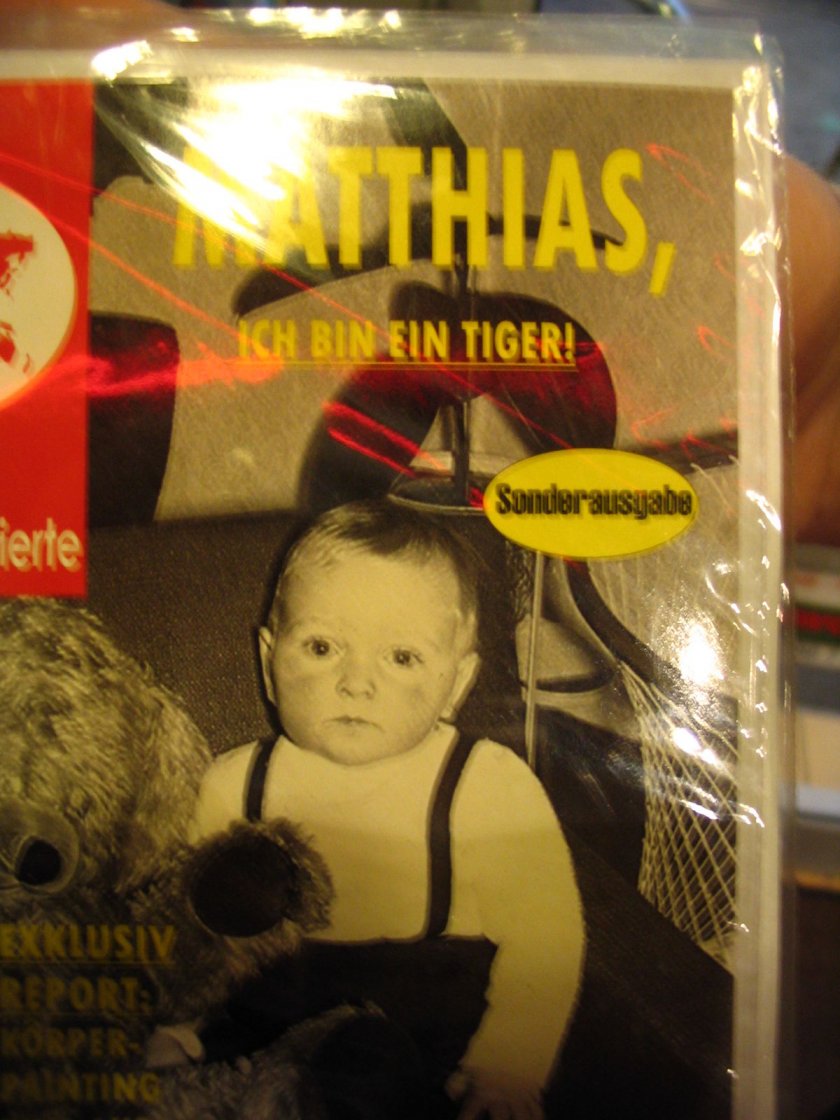 MATTHIAS,
ICH BIN EIN TIGER!
Sonderausgabe
ierte
EXKLUSIV
REPORT:
KÖRPER-
PAINTING